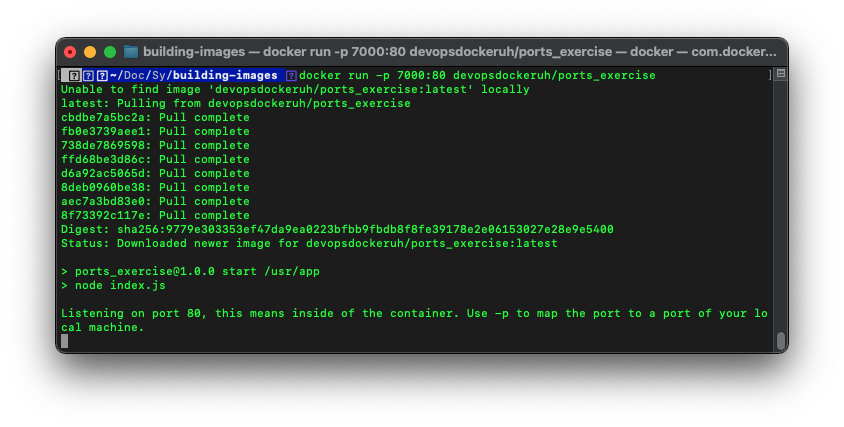 building-images — docker run -p 7000:80 devopsdockeruh/ports_exercise — docker — com.docker...
~/Doc/Sy/building-images docker run -p 7000:80 devopsdockeruh/ports_exercise
Unable to find image 'devopsdockeruh/ports_exercise:latest' locally
latest: Pulling from devopsdockeruh/ports_exercise
cbdbe7a5bc2a: Pull complete
fb0e3739aee1: Pull complete
738de7869598: Pull complete
ffd68be3d86c: Pull complete
d6a92ac5065d: Pull complete
8deb0960be38: Pull complete
aec7a3bd83e0: Pull complete
8f73392c117e: Pull complete
Digest: sha256:9779e303353ef47da9ea0223bfbb9fbdb8f8fe39178e2e06153027e28e9e5400
Status: Downloaded newer image for devopsdockeruh/ports_exercise:latest
> ports_exercise@1.0.0 start /usr/app
> node index.js
Listening on port 80, this means inside of the container. Use -p to map the port to a port of your lo
cal machine.